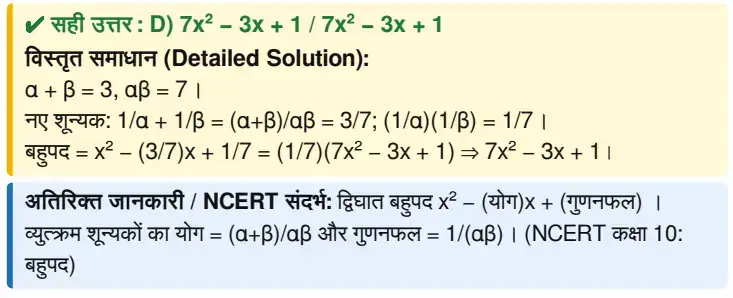 ✔ सही उत्तर : D) 7x² − 3x + 1 / 7x² − 3x + 1
विस्तृत समाधान (Detailed Solution):
α + β = 3, αβ = 7 ।
नए शून्यक: 1/α + 1/β = (α+β)/αβ = 3/7; (1/α)(1/β) = 1/7 ।
बहुपद = x² − (3/7)x + 1/7 = (1/7)(7x² − 3x + 1) ⇒ 7x² − 3x + 1।
अतिरिक्त जानकारी / NCERT संदर्भ: द्विघात बहुपद x² − (योग)x + (गुणनफल) ।
व्युत्क्रम शून्यकों का योग = (α+β)/αβ और गुणनफल = 1/(αβ) । (NCERT कक्षा 10:
बहुपद)